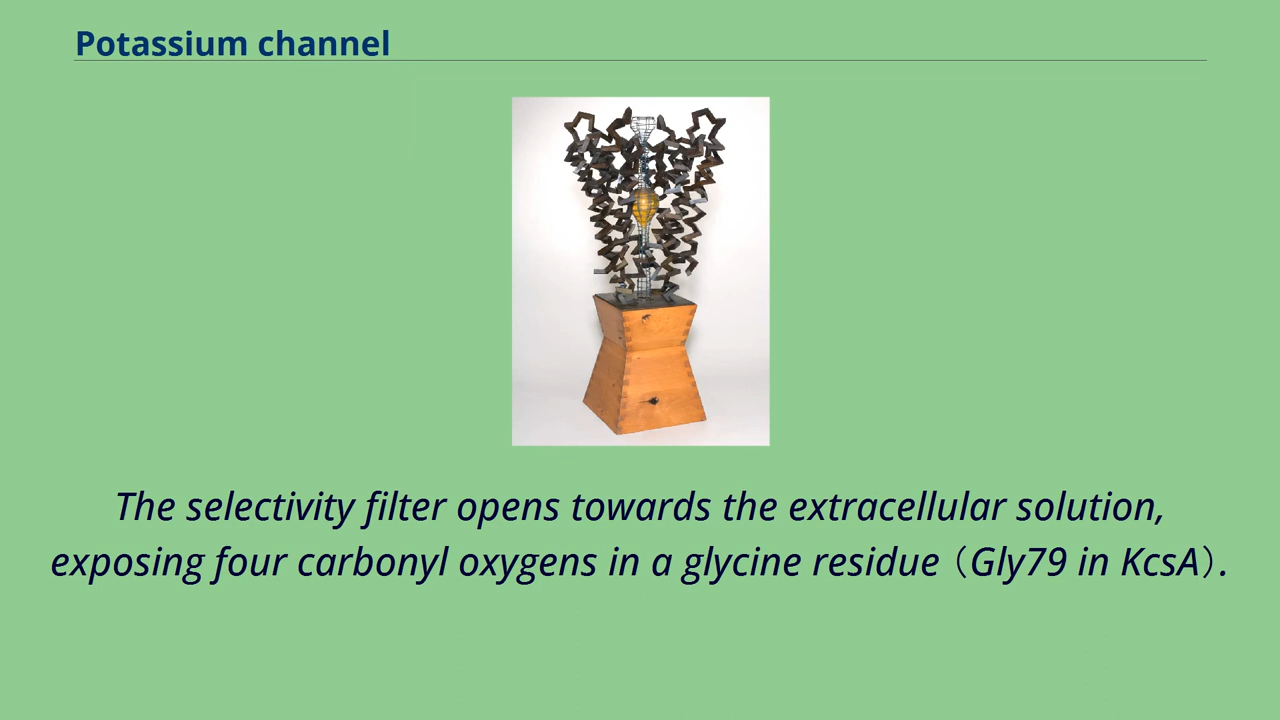 Potassium channel
The selectivity filter opens towards the extracellular solution,
exposing four carbonyl oxygens in a glycine residue（Gly79 in KcsA）.